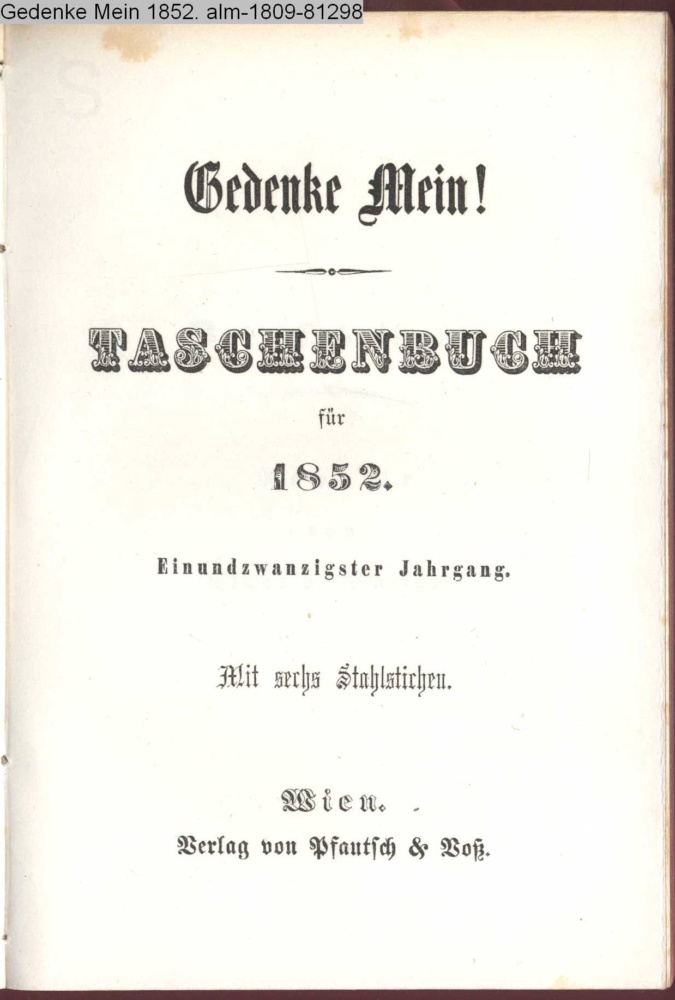 Gedenke Mein 1852. alm-1809-81298
Gedenke Mein!
TASCHENBUCH
für
1852.
Einundzwanzigster Jahrgang.
Mit sechs Stahlstichen.
Wien.
Verlag von Pfautsch & Voß.